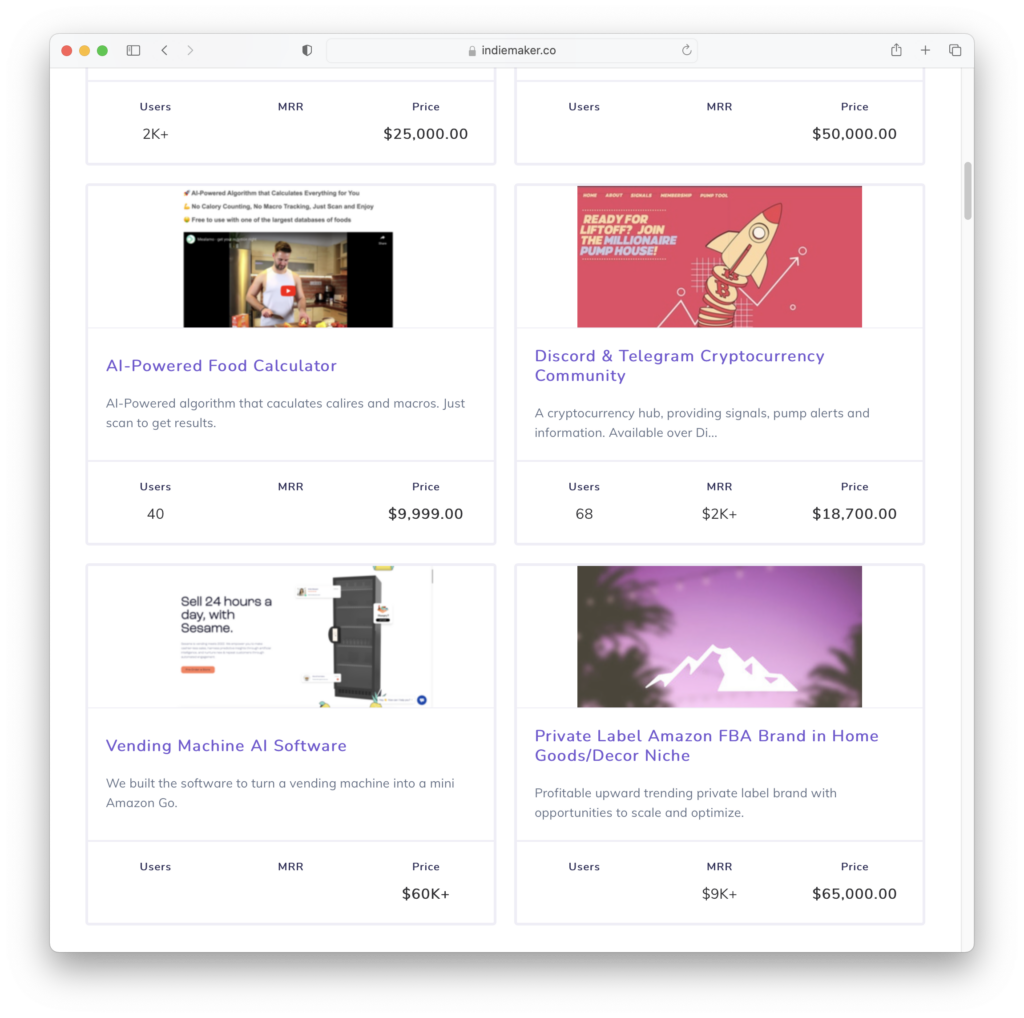 indiemaker.co
Users MRR Price
2K+ $25,000.00
Users MRR Price
$50,000.00
🚀 AI-Powered Algorithm that Calculates Everything for You
💪 No Calory Counting, No Macro Tracking, Just Scan and Enjoy
😄 Free to use with one of the largest databases of foods
Share
AI-Powered Food Calculator
AI-Powered algorithm that caculates calires and macros. Just
scan to get results.
Users MRR Price
40 $9,999.00
HOME ABOUT SIGNALS MEMBERSHIP PUMP TOOL
READY FOR
LIFTOFF? JOIN
THE MILLIONAIRE
PUMP HOUSE!
Discord & Telegram Cryptocurrency
Community
A cryptocurrency hub, providing signals, pump alerts and
information. Available over Di...
Users MRR Price
68 $2K+ $18,700.00
Sell 24 hours a
day, with
Sesame.
Vending Machine AI Software
We built the software to turn a vending machine into a mini
Amazon Go.
Users MRR Price
$60K+
Private Label Amazon FBA Brand in Home
Goods/Decor Niche
Profitable upward trending private label brand with
opportunities to scale and optimize.
Users MRR Price
$9K+ $65,000.00